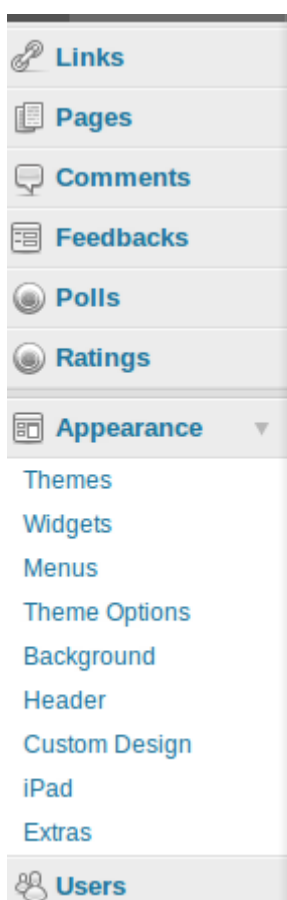 Links
Pages
Comments
Feedbacks
Polls
Ratings
Appearance
Themes
Widgets
Menus
Theme Options
Background
Header
Custom Design
iPad
Extras
Users